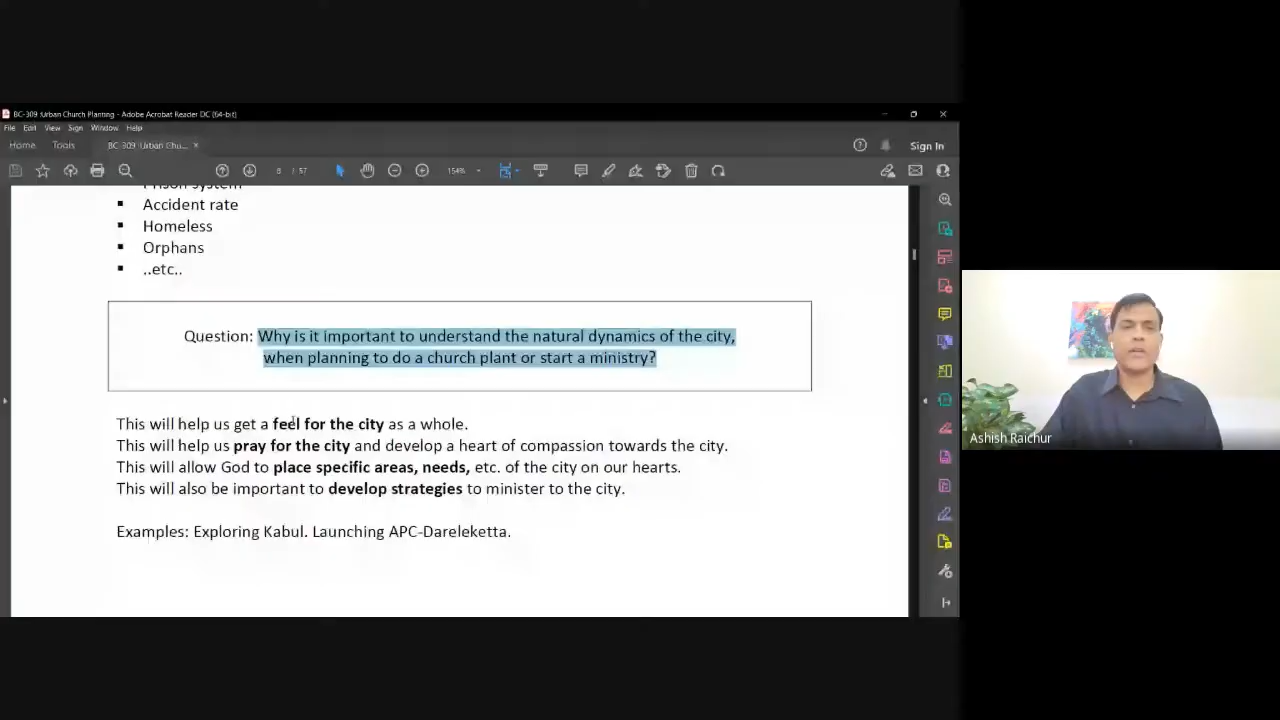 BC-309 :Urban Church Planting - Adobe Acrobat Reader DC (64-bit)
File Edit View Sign Window Help
Home Tools BC-309 :Urban Chu... ×
Sign In
8 / 57
154%
Prison system
▪ Accident rate
▪ Homeless
▪ Orphans
▪ ..etc..
Question: Why is it important to understand the natural dynamics of the city,
when planning to do a church plant or start a ministry?
This will help us get a feel for the city as a whole.
This will help us pray for the city and develop a heart of compassion towards the city.
This will allow God to place specific areas, needs, etc. of the city on our hearts.
This will also be important to develop strategies to minister to the city.
Examples: Exploring Kabul. Launching APC-Dareleketta.
Ashish Raichur